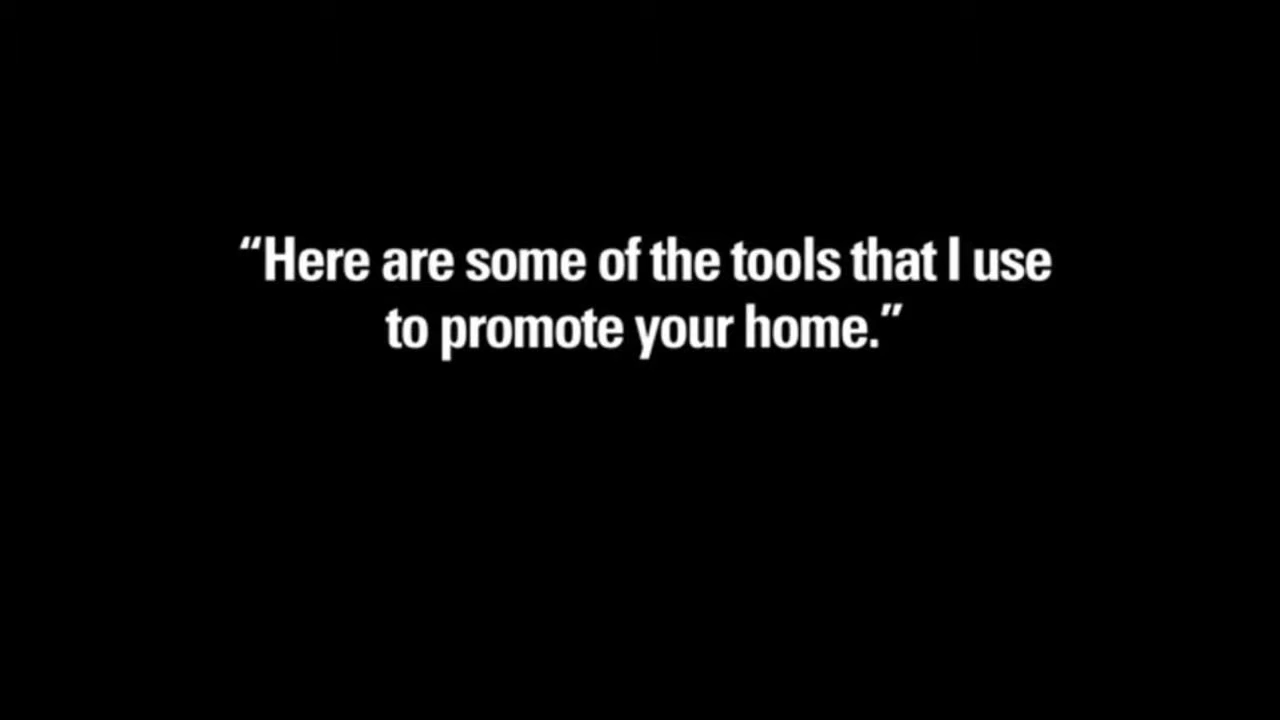 “Here are some of the tools that I use
to promote your home.”